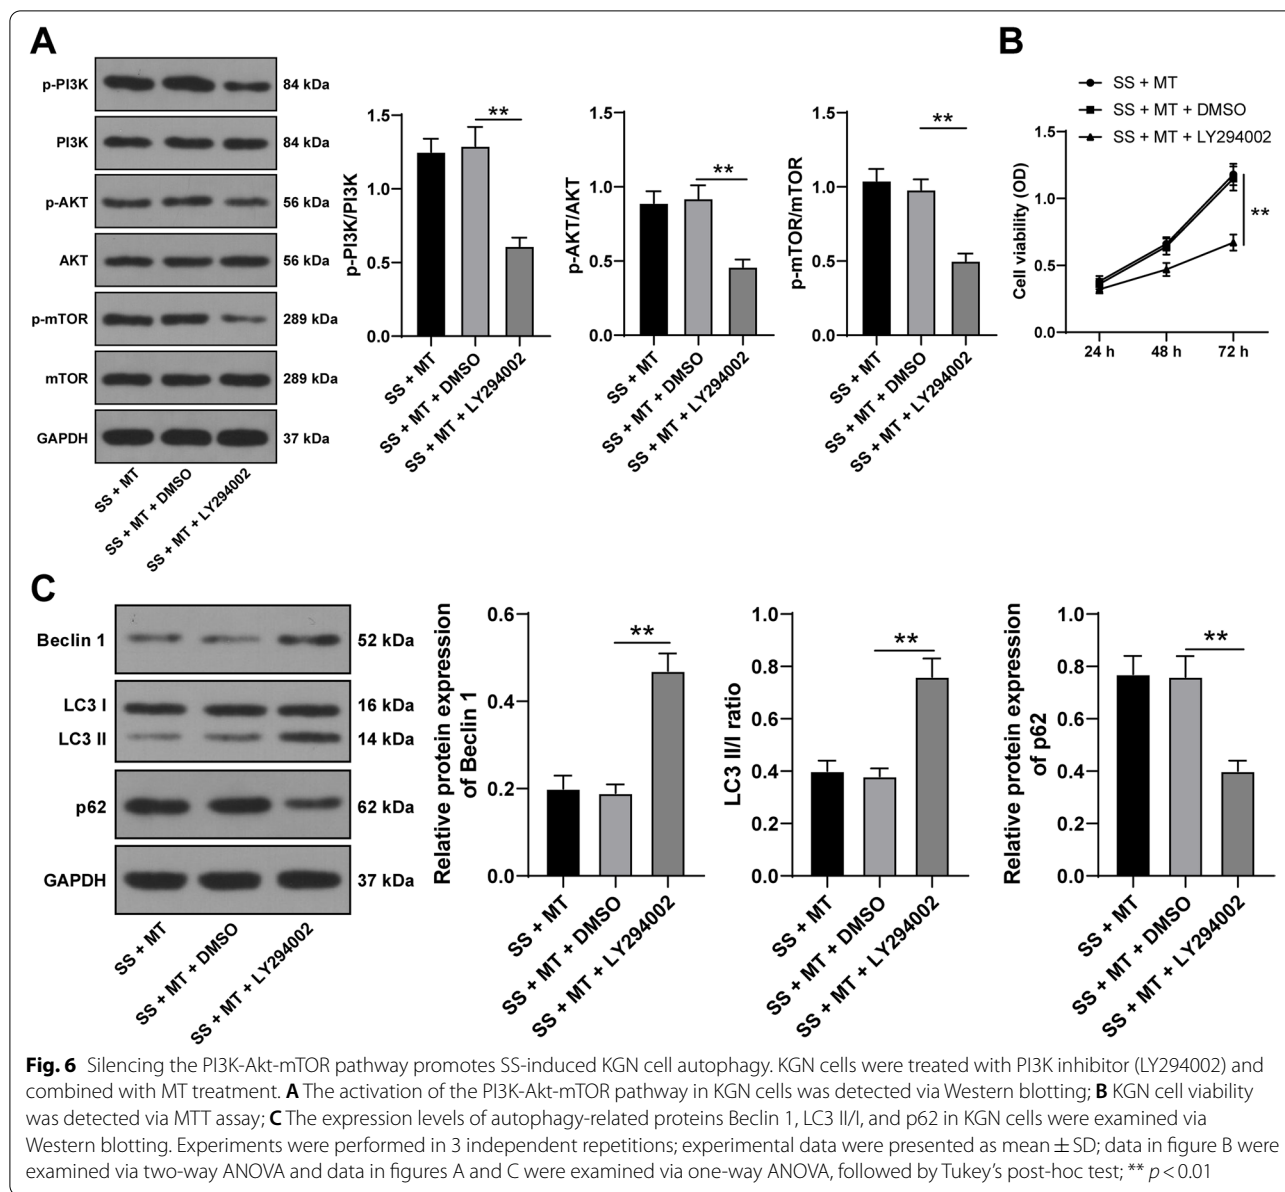 A
p-PI3K
84 kDa
PI3K
84 kDa
p-AKT
56 kDa
AKT
56 kDa
p-mTOR
289 kDa
mTOR
289 kDa
GAPDH
37 kDa
SS + MT
SS + MT + DMSO
SS + MT + LY294002
p-PI3K/PI3K
1.5
1.0
0.5
0.0
**
SS + MT
SS + MT + DMSO
SS + MT + LY294002
p-AKT/AKT
1.5
1.0
0.5
0.0
**
SS + MT
SS + MT + DMSO
SS + MT + LY294002
p-mTOR/mTOR
1.5
1.0
0.5
0.0
**
SS + MT
SS + MT + DMSO
SS + MT + LY294002
B
SS + MT
SS + MT + DMSO
SS + MT + LY294002
Cell viability (OD)
1.5
1.0
0.5
0.0
24 h
48 h
72 h
**
C
Beclin 1
52 kDa
LC3 I
16 kDa
LC3 II
14 kDa
p62
62 kDa
GAPDH
37 kDa
SS + MT
SS + MT + DMSO
SS + MT + LY294002
Relative protein expression
of Beclin 1
0.6
0.4
0.2
0.0
**
SS + MT
SS + MT + DMSO
SS + MT + LY294002
LC3 II/I ratio
1.0
0.8
0.6
0.4
0.2
0.0
**
SS + MT
SS + MT + DMSO
SS + MT + LY294002
Relative protein expression
of p62
1.0
0.8
0.6
0.4
0.2
0.0
**
SS + MT
SS + MT + DMSO
SS + MT + LY294002
Fig. 6 Silencing the PI3K-Akt-mTOR pathway promotes SS-induced KGN cell autophagy. KGN cells were treated with PI3K inhibitor (LY294002) and
combined with MT treatment. A The activation of the PI3K-Akt-mTOR pathway in KGN cells was detected via Western blotting; B KGN cell viability
was detected via MTT assay; C The expression levels of autophagy-related proteins Beclin 1, LC3 II/I, and p62 in KGN cells were examined via
Western blotting. Experiments were performed in 3 independent repetitions; experimental data were presented as mean ± SD; data in figure B were
examined via two-way ANOVA and data in figures A and C were examined via one-way ANOVA, followed by Tukey's post-hoc test; ** p < 0.01